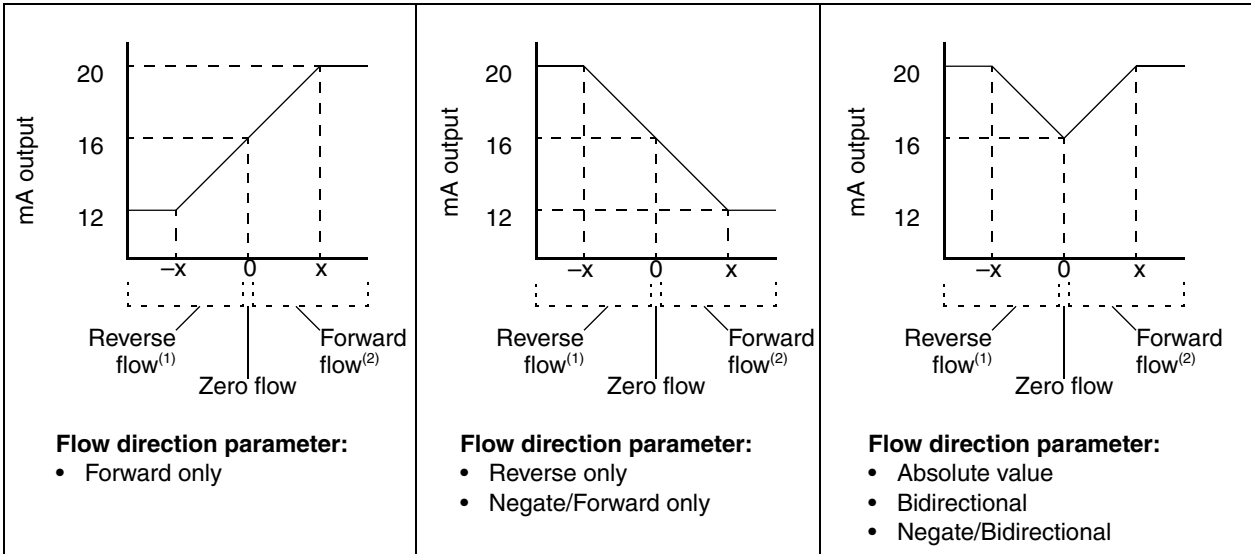 mA output
20
16
12
–x 0 x
Reverse flow(1)
Forward flow(2)
Zero flow
Flow direction parameter:
• Forward only
mA output
20
16
12
–x 0 x
Reverse flow(1)
Forward flow(2)
Zero flow
Flow direction parameter:
• Reverse only
• Negate/Forward only
mA output
20
16
12
–x 0 x
Reverse flow(1)
Forward flow(2)
Zero flow
Flow direction parameter:
• Absolute value
• Bidirectional
• Negate/Bidirectional